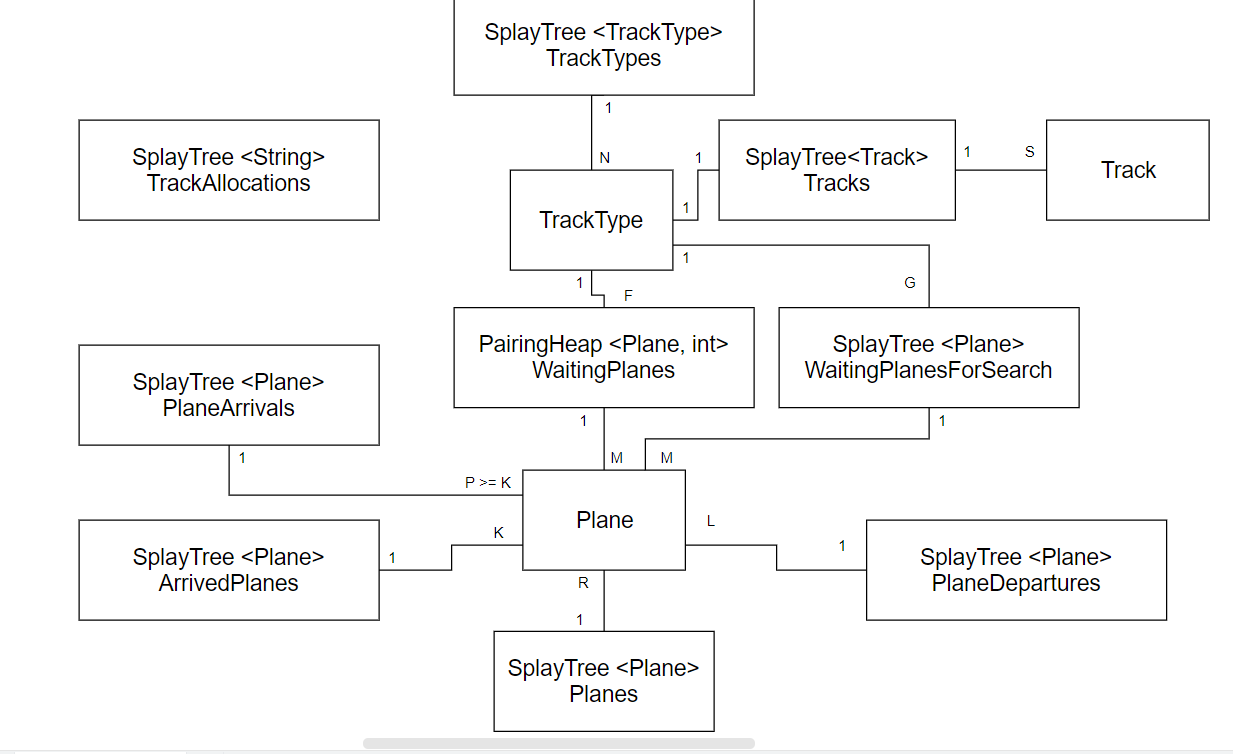 SplayTree <TrackType>
TrackTypes
1
N
SplayTree <String>
TrackAllocations
1
SplayTree<Track>
Tracks
1
S
Track
TrackType
1
1
1
F
G
PairingHeap <Plane, int>
WaitingPlanes
SplayTree <Plane>
WaitingPlanesForSearch
SplayTree <Plane>
PlaneArrivals
1
1
1
M
M
P >= K
Plane
K
L
1
1
SplayTree <Plane>
ArrivedPlanes
SplayTree <Plane>
PlaneDepartures
R
1
SplayTree <Plane>
Planes